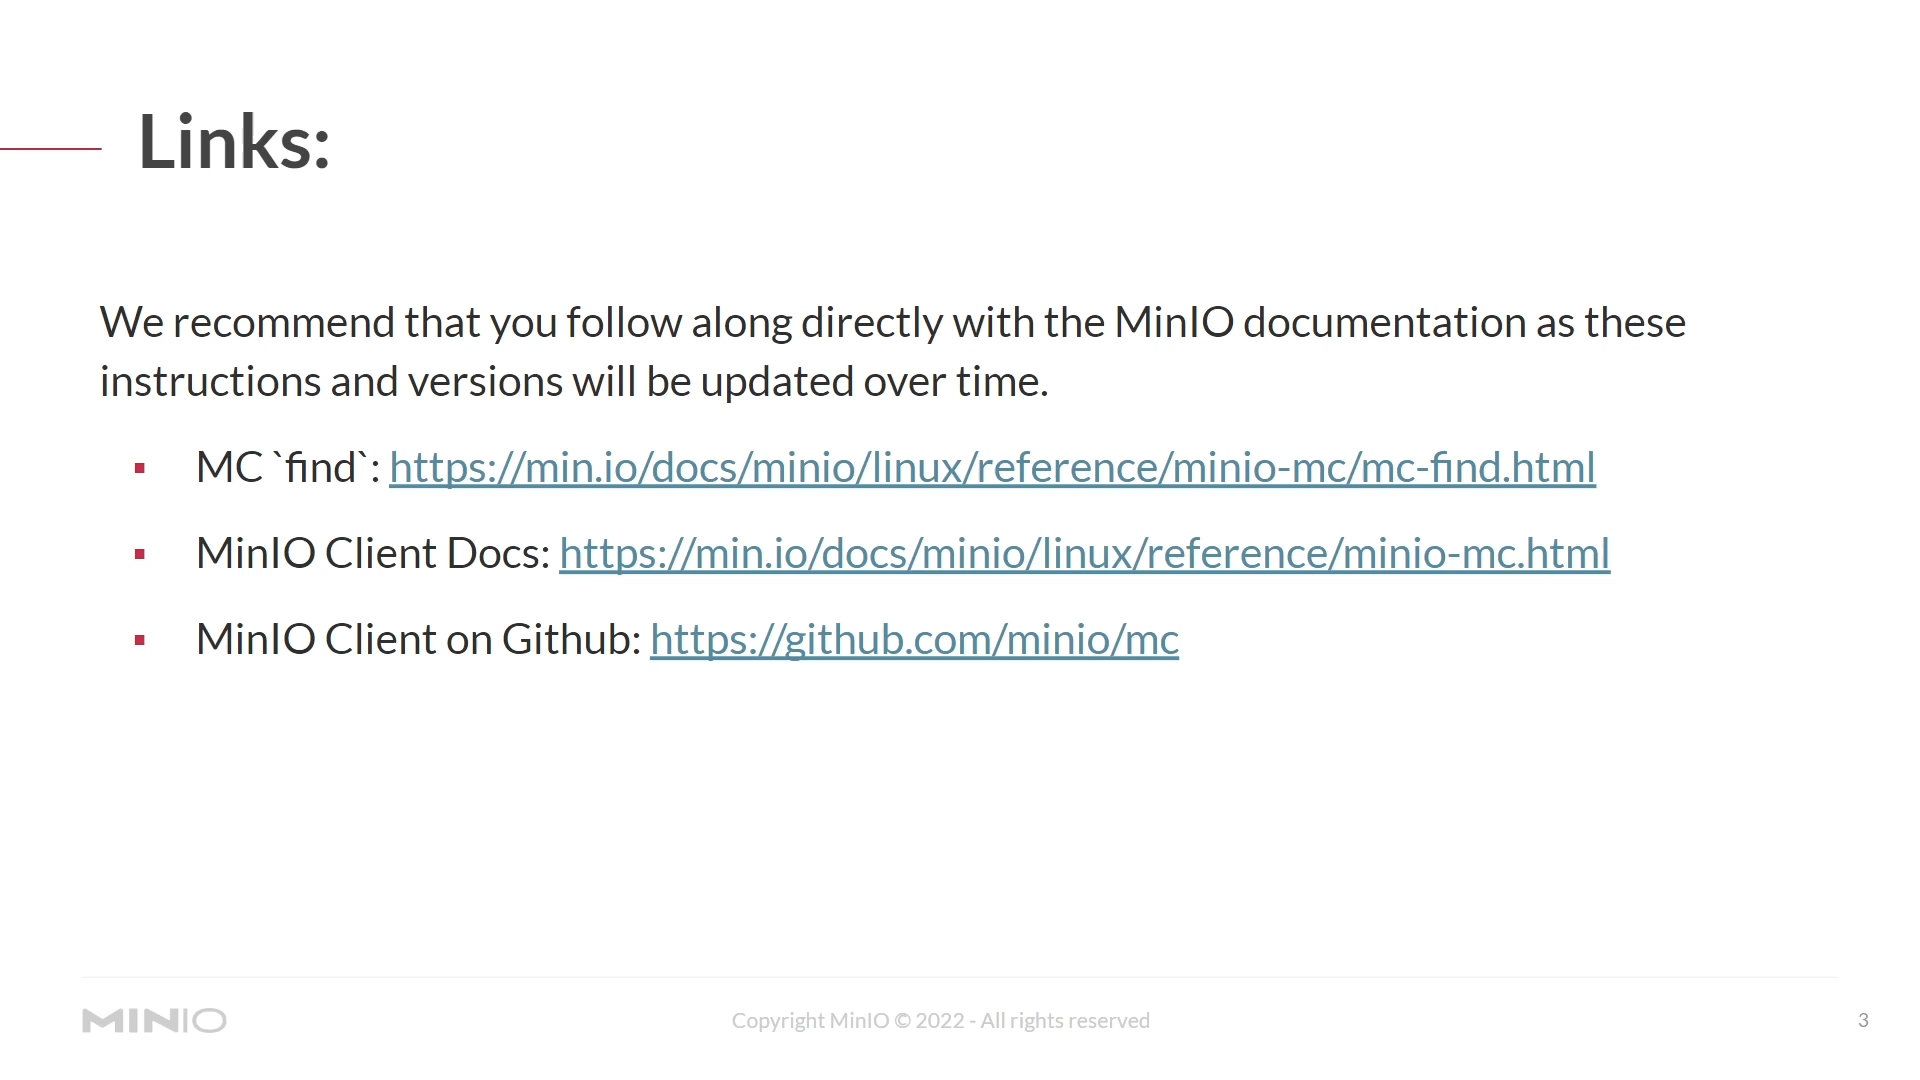 Links:
We recommend that you follow along directly with the MinIO documentation as these
instructions and versions will be updated over time.
▪ MC `find`: https://min.io/docs/minio/linux/reference/minio-mc/mc-find.html
▪ MinIO Client Docs: https://min.io/docs/minio/linux/reference/minio-mc.html
▪ MinIO Client on Github: https://github.com/minio/mc
MINIO
Copyright MinIO © 2022 - All rights reserved
3